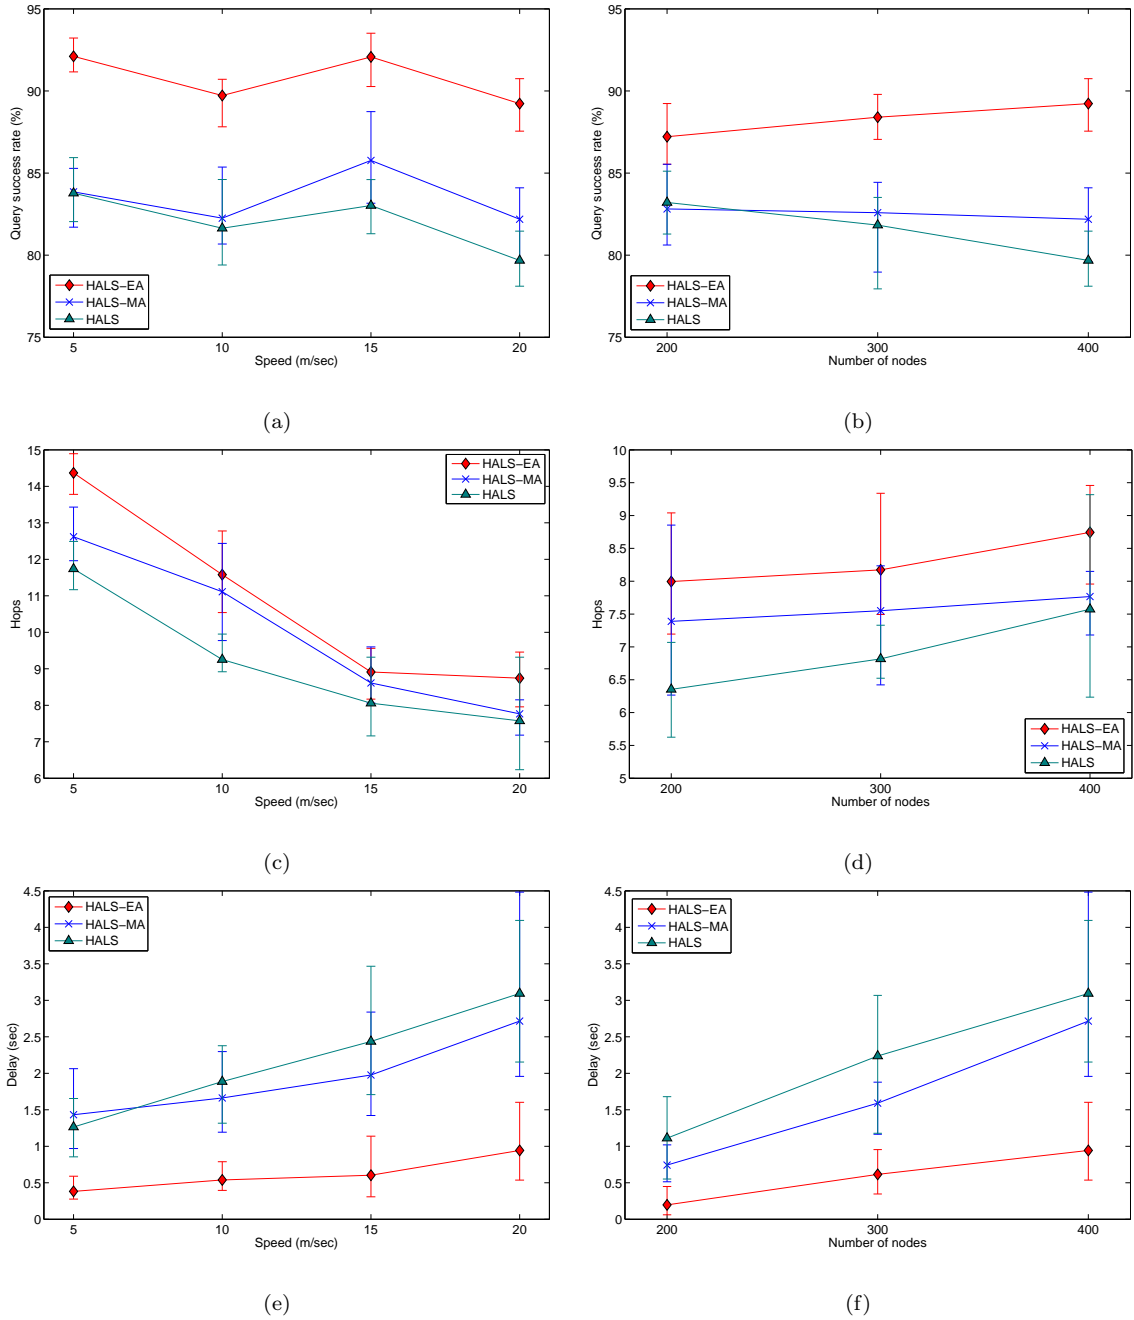 95
90
85
80
75
Query success rate (%)
HALS-EA
HALS-MA
HALS
5 10 15 20
Speed (m/sec)
(a)
95
90
85
80
75
Query success rate (%)
HALS-EA
HALS-MA
HALS
200 300 400
Number of nodes
(b)
15
14
13
12
11
10
9
8
7
6
Hops
HALS-EA
HALS-MA
HALS
5 10 15 20
Speed (m/sec)
(c)
10
9.5
9
8.5
8
7.5
7
6.5
6
5.5
5
Hops
HALS-EA
HALS-MA
HALS
200 300 400
Number of nodes
(d)
4.5
4
3.5
3
2.5
2
1.5
1
0.5
0
Delay (sec)
HALS-EA
HALS-MA
HALS
5 10 15 20
Speed (m/sec)
(e)
4.5
4
3.5
3
2.5
2
1.5
1
0.5
0
Delay (sec)
HALS-EA
HALS-MA
HALS
200 300 400
Number of nodes
(f)